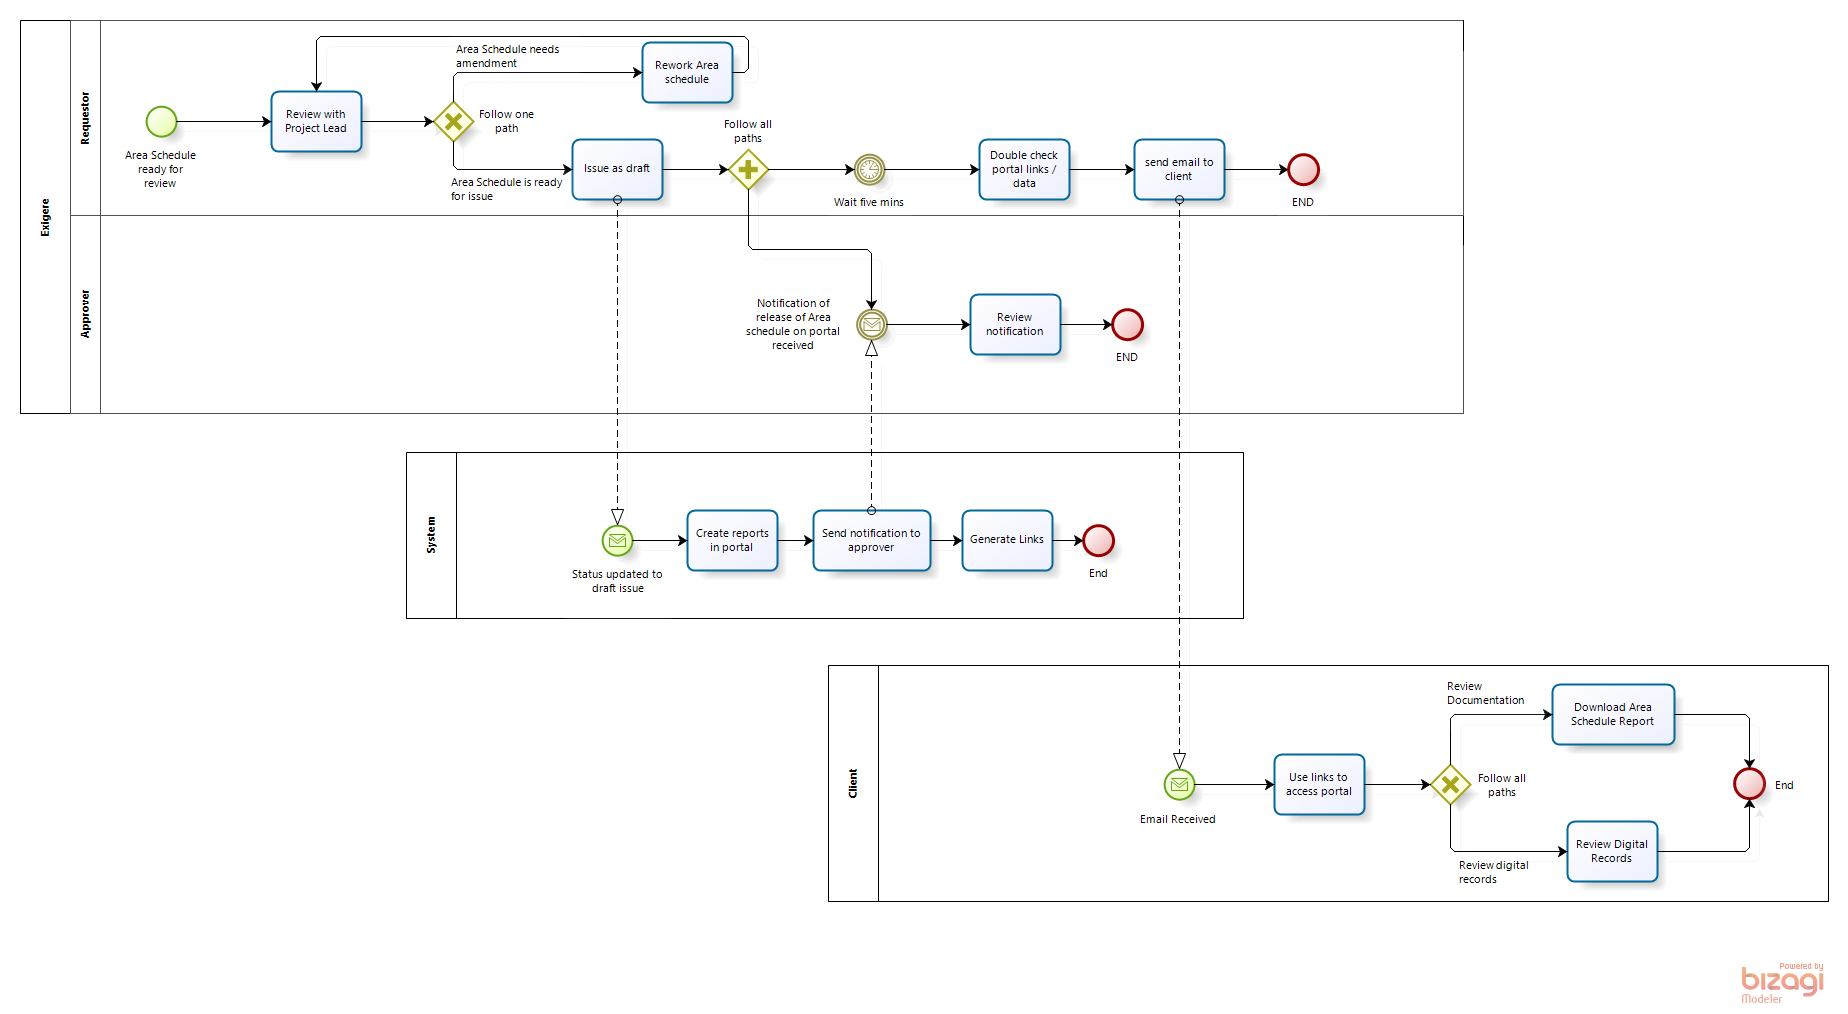 Exigere
Requestor
Area Schedule
ready for
review
Review with
Project Lead
Follow one
path
Area Schedule needs
amendment
Rework Area
schedule
Area Schedule is ready
for issue
Issue as draft
Follow all
paths
Wait five mins
Double check
portal links /
data
send email to
client
END
Approver
Notification of
release of Area
schedule on portal
received
Review
notification
END
System
Status updated to
draft issue
Create reports
in portal
Send notification to
approver
Generate Links
End
Client
Email Received
Use links to
access portal
Follow all
paths
Review
Documentation
Download Area
Schedule Report
Review digital
records
Review Digital
Records
End
Powered by
bizagi
Modeler